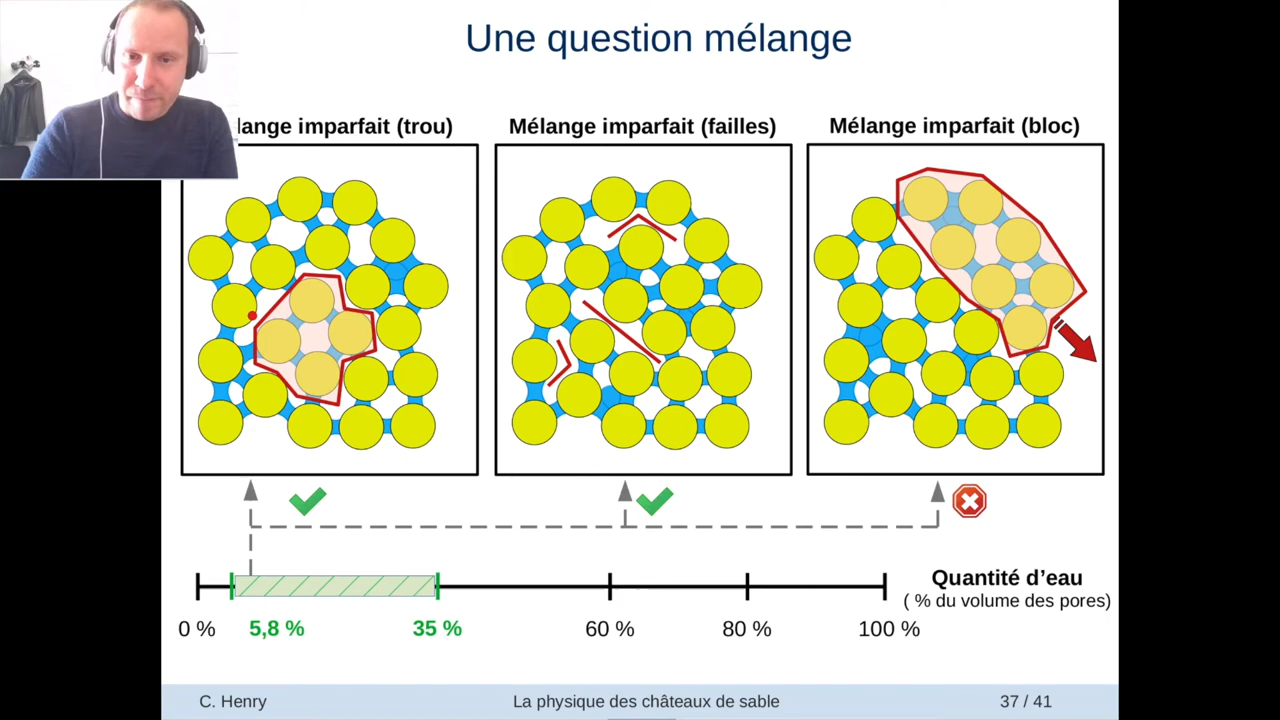 Une question mélange
lange imparfait (trou)
Mélange imparfait (failles)
Mélange imparfait (bloc)
Quantité d’eau
( % du volume des pores)
0 %
5,8 %
35 %
60 %
80 %
100 %
C. Henry
La physique des châteaux de sable
37 / 41